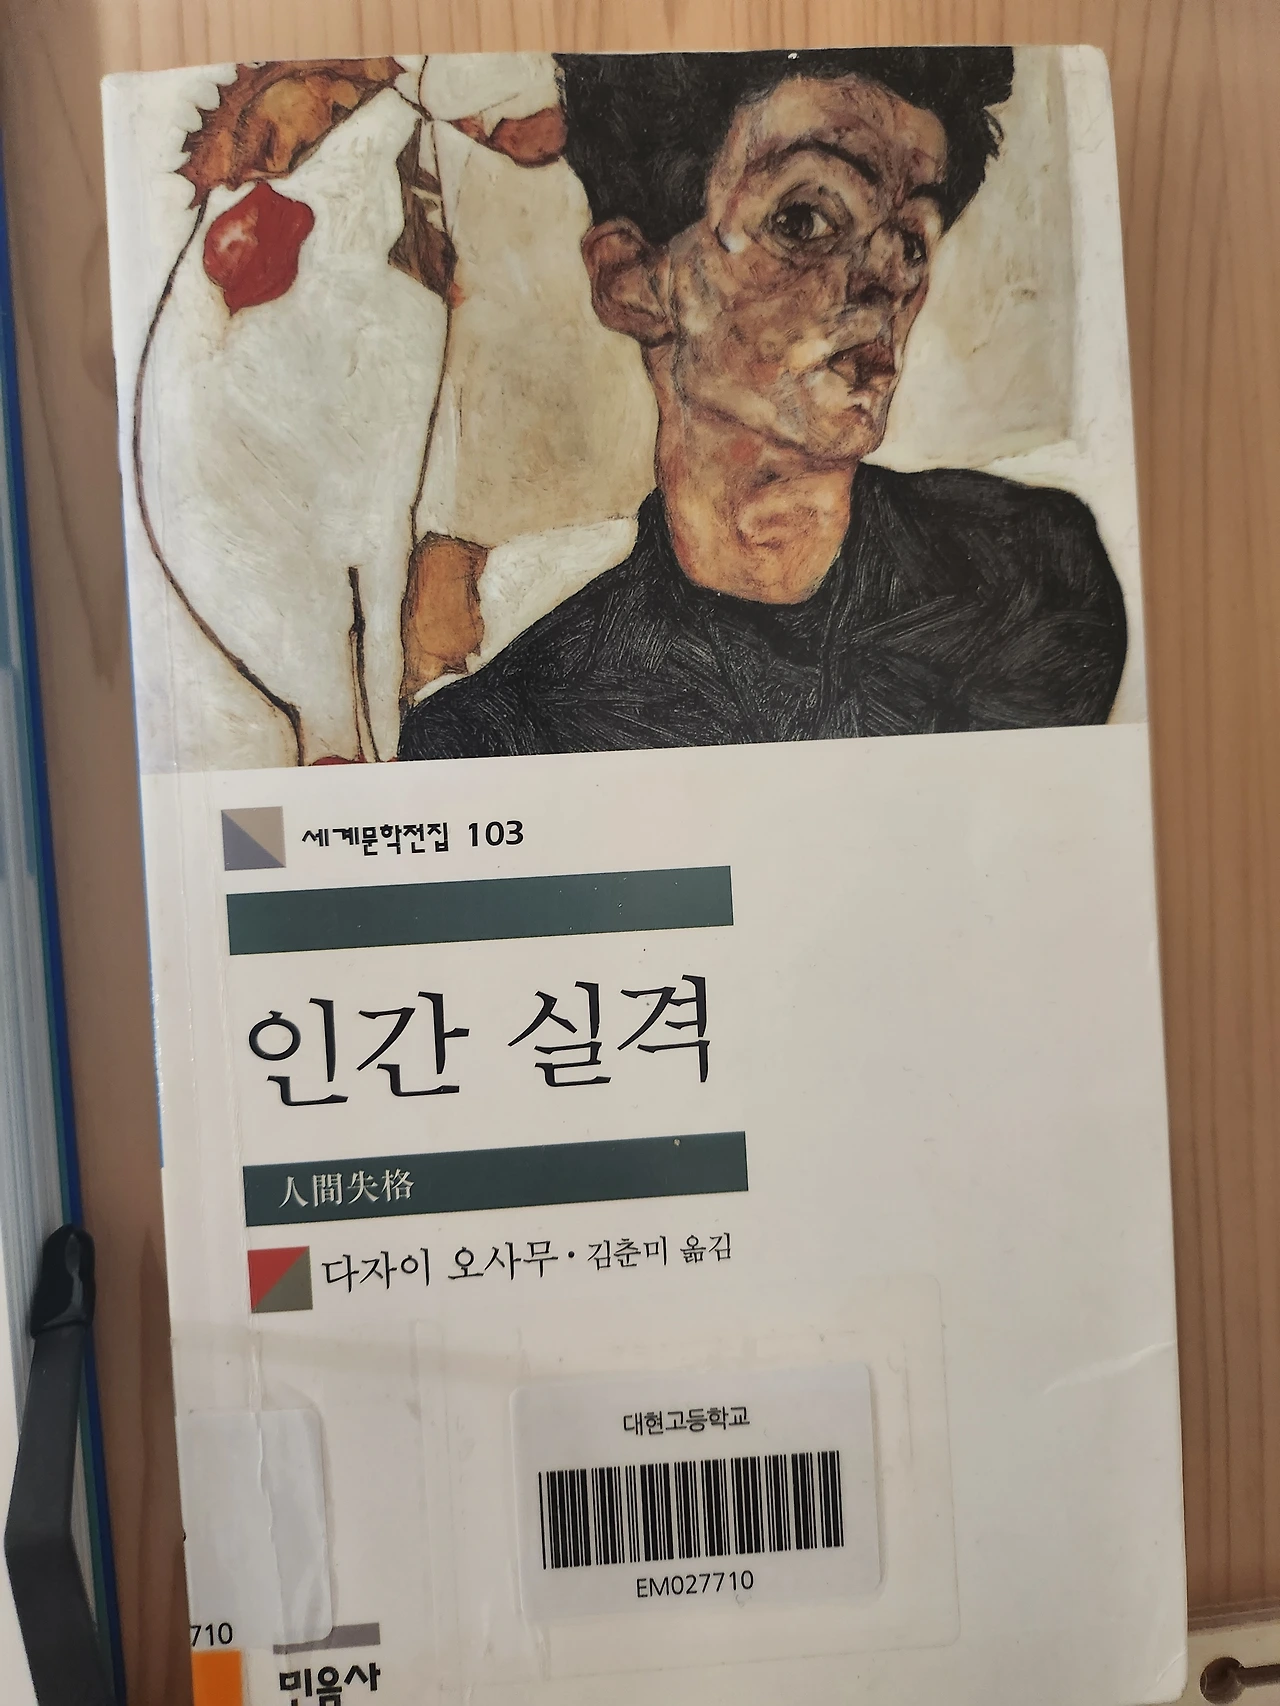 세계문학전집 103
인간 실격
人間失格
다자이 오사무 · 김춘미 옮김
대현고등학교
EM027710
710
민음사